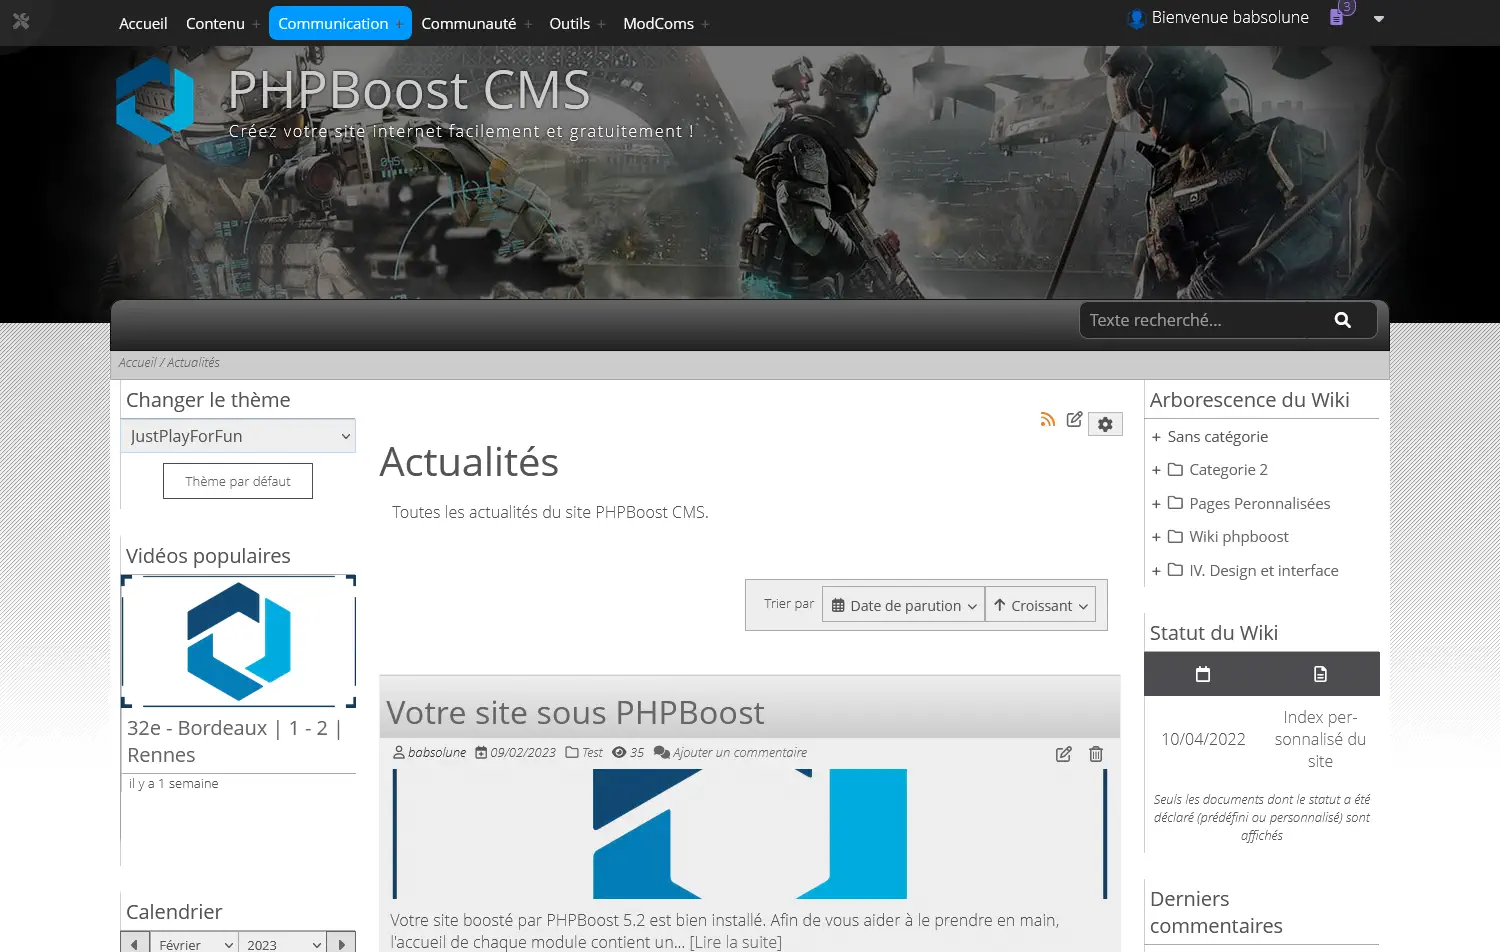 Accueil Contenu + Communication + Communauté + Outils + ModComs +
Bienvenue babsolune 3
PHPBoost CMS
Créez votre site internet facilement et gratuitement !
Texte recherché...
Accueil / Actualités
Changer le thème
JustPlayForFun
Thème par défaut
Vidéos populaires
32e - Bordeaux | 1 - 2 |
Rennes
il y a 1 semaine
Calendrier
Février 2023
Actualités
Toutes les actualités du site PHPBoost CMS.
Trier par Date de parution Croissant
Votre site sous PHPBoost
babsolune 09/02/2023 Test 35 Ajouter un commentaire
Votre site boosté par PHPBoost 5.2 est bien installé. Afin de vous aider à le prendre en main,
l'accueil de chaque module contient un... [Lire la suite]
Arborescence du Wiki
+ Sans catégorie
+ Categorie 2
+ Pages Peronnalisées
+ Wiki phpboost
+ IV. Design et interface
Statut du Wiki
10/04/2022
Index per-
sonnalisé du
site
Seuls les documents dont le statut a été
déclaré (prédéfini ou personnalisé) sont
affichés
Derniers
commentaires